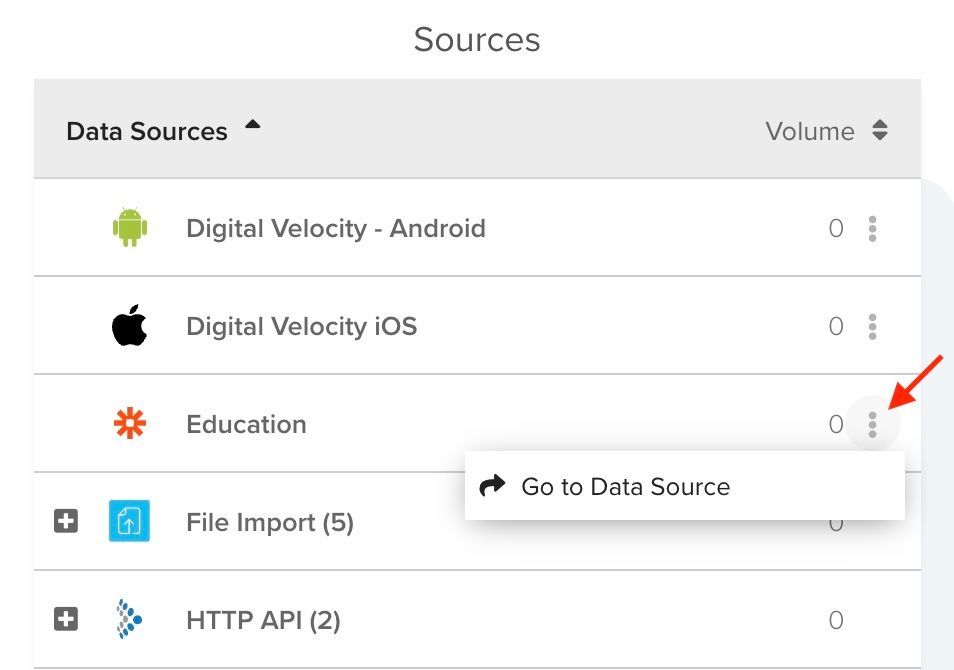 Sources
Data Sources Volume
Digital Velocity - Android 0
Digital Velocity iOS 0
Education 0
Go to Data Source
File Import (5) 0
HTTP API (2) 0